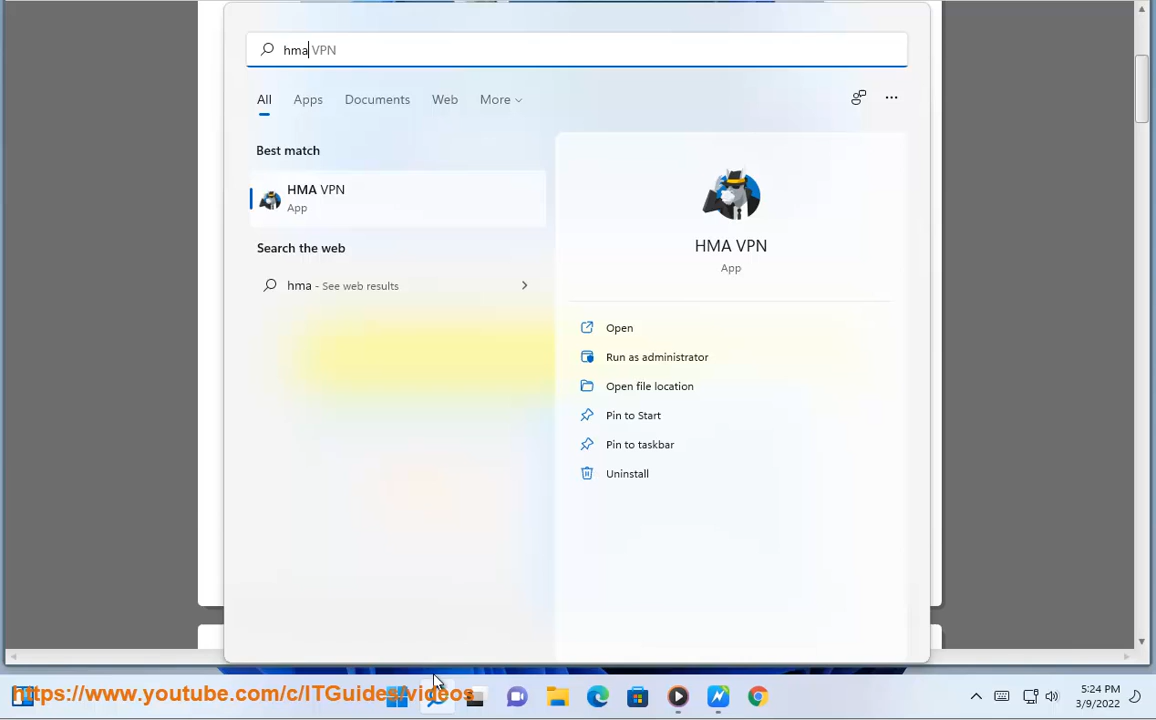 hma VPN
All Apps Documents Web More
Best match
HMA VPN
App
Search the web
hma - See web results
HMA VPN
App
Open
Run as administrator
Open file location
Pin to Start
Pin to taskbar
Uninstall
https://www.youtube.com/c/ITGuides/videos
5:24 PM
3/9/2022